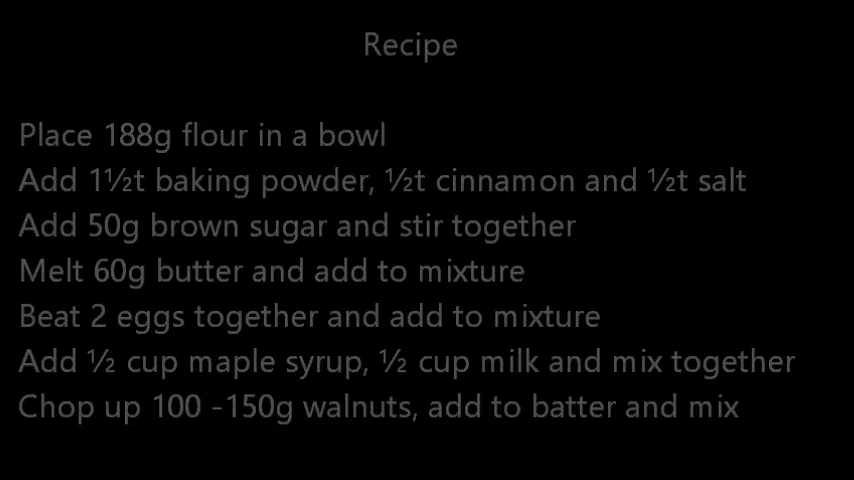 Recipe
Place 188g flour in a bowl
Add 1½t baking powder, ½t cinnamon and ½t salt
Add 50g brown sugar and stir together
Melt 60g butter and add to mixture
Beat 2 eggs together and add to mixture
Add ½ cup maple syrup, ½ cup milk and mix together
Chop up 100 -150g walnuts, add to batter and mix